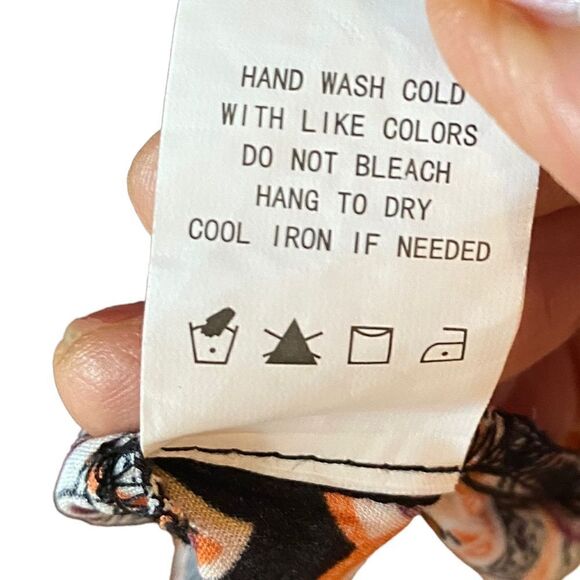 HAND WASH COLD
WITH LIKE COLORS
DO NOT BLEACH
HANG TO DRY
COOL IRON IF NEEDED